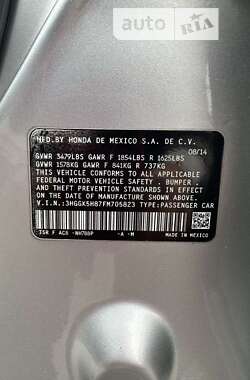 auto RIA
MFD.BY HONDA DE MEXICO S.A. DE C.V.
08/14
GVWR 3479LBS GAWR F 1854LBS R 1625LBS
GVWR 1578KG GAWR F 841KG R 737KG
THIS VEHICLE CONFORMS TO ALL APPLICABLE
FEDERAL MOTOR VEHICLE SAFETY . BUMPER .
AND THEFT PREVENTION STANDARDS IN EFFECT
ON THE DATE OF MANUFACTURE SHOWN ABOVE.
V.I.N.:3HGGK5H87FM705823 TYPE:PASSENGER CAR
-NH788P -A -M
MADE IN MEXICO